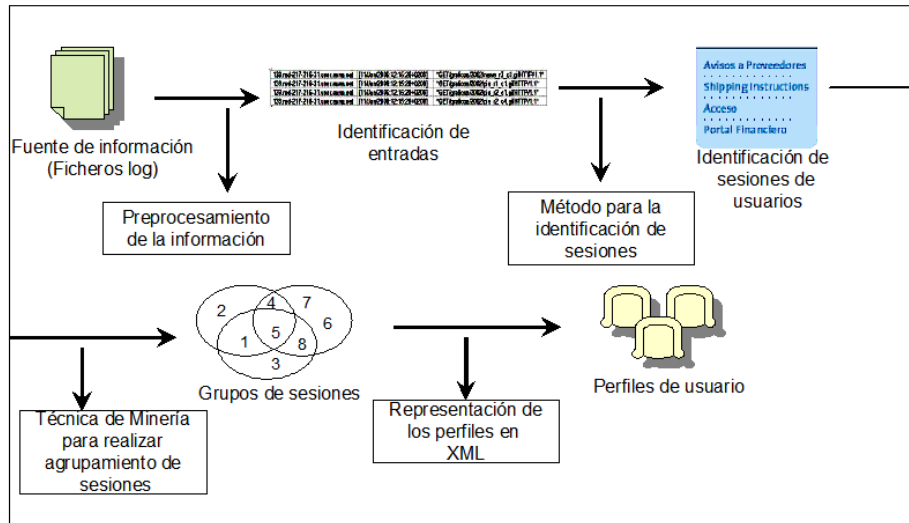 Fuente de información
(Ficheros log)
Identificación de
entradas
Avisos a Proveedores
Shipping Instructions
Acceso
Portal Financiero
Identificación de
sesiones de
usuarios
Preprocesamiento
de la información
Método para la
identificación de
sesiones
2
4
7
1
5
6
8
3
Grupos de sesiones
Perfiles de usuario
Técnica de Minería
para realizar
agrupamiento de
sesiones
Representación de
los perfiles en
XML